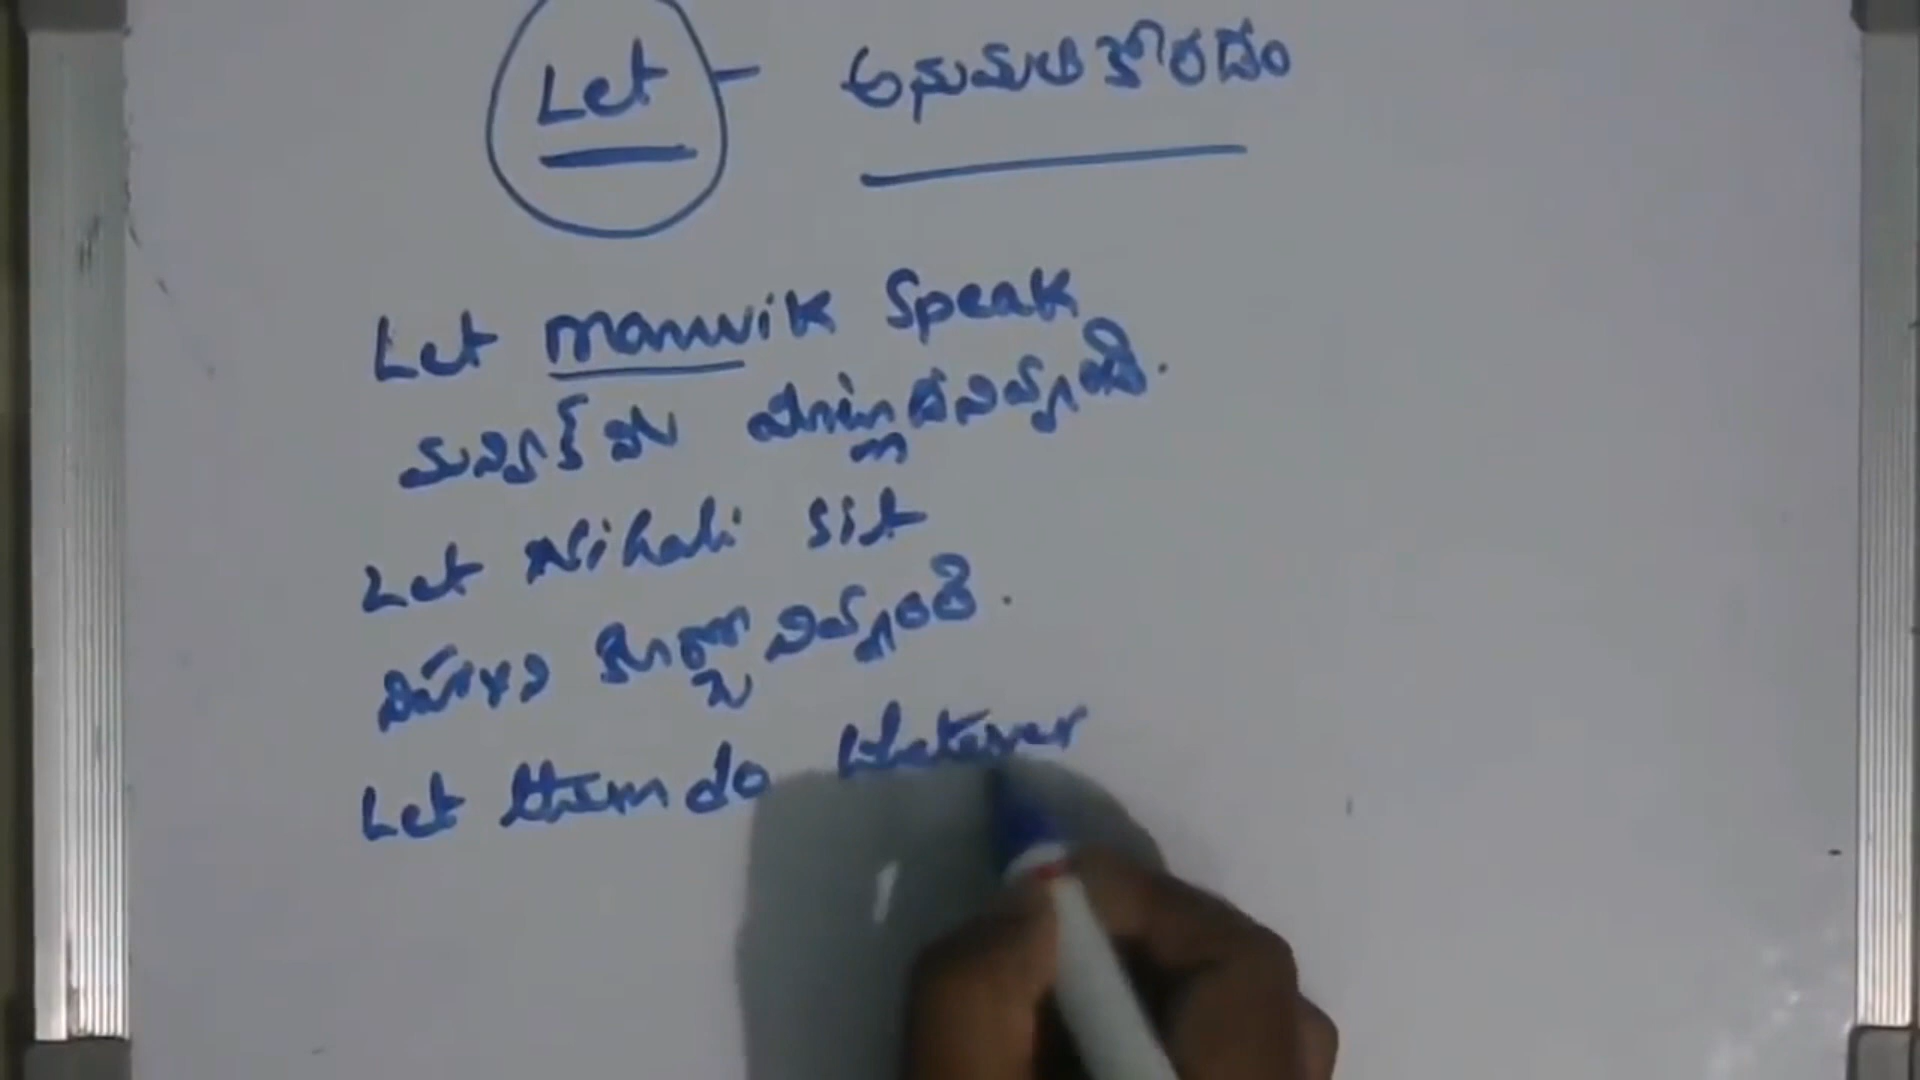 Let - అనుమతి కోరడం
Let manvik speak
మన్విక్ ను మాట్లాడనివ్వండి.
Let Nihali sit
నిహాలిని కూర్చోనివ్వండి.
Let them do whatever